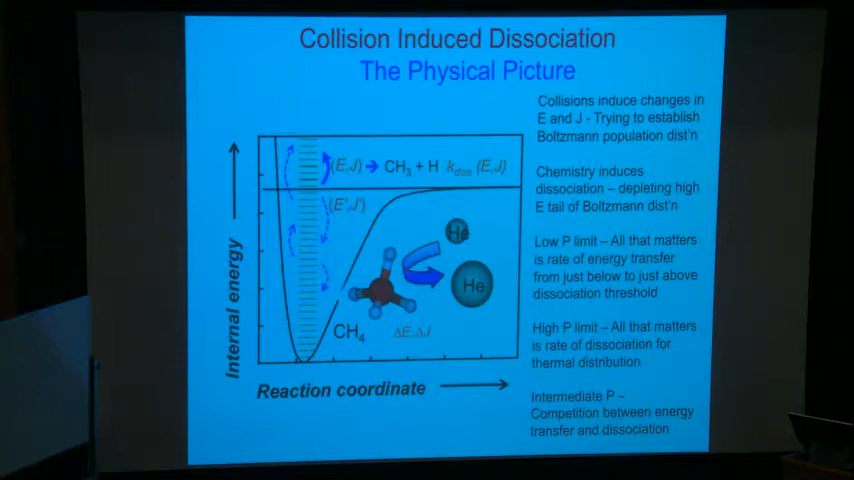 Collision Induced Dissociation
The Physical Picture
Collisions induce changes in
E and J - Trying to establish
Boltzmann population dist'n
Chemistry induces
dissociation – depleting high
E tail of Boltzmann dist'n
Low P limit – All that matters
is rate of energy transfer
from just below to just above
dissociation threshold
High P limit – All that matters
is rate of dissociation for
thermal distribution
Intermediate P –
Competition between energy
transfer and dissociation
Internal energy
(E,J) → CH3 + H kdiss (E,J)
(E',J')
He
He
CH4
ΔE,ΔJ
Reaction coordinate